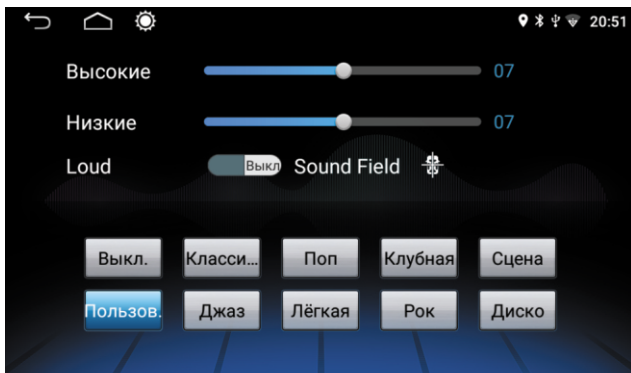 20:51
Высокие 07
Низкие 07
Loud Выкл Sound Field
Выкл. Класси... Поп Клубная Сцена
Пользов. Джаз Лёгкая Рок Диско